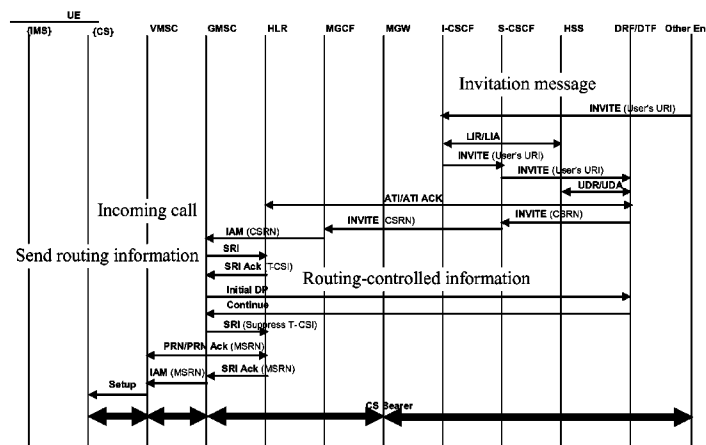 UE
{IMS} {CS} VMSC GMSC HLR MGCF MGW I-CSCF S-CSCF HSS DRF/DTF Other En
Invitation message
INVITE (User's URI)
LIR/LIA
INVITE (User's URI)
INVITE (User's URI)
UDR/UDA
ATI/ATI ACK
Incoming call
INVITE (CSRN)
INVITE (CSRN)
IAM (CSRN)
Send routing information
SRI
SRI Ack (T-CSI)
Routing-controlled information
Initial DP
Continue
SRI (Suppress T-CSI)
PRN/PRN Ack (MSRN)
SRI Ack (MSRN)
IAM (MSRN)
Setup
CS Bearer